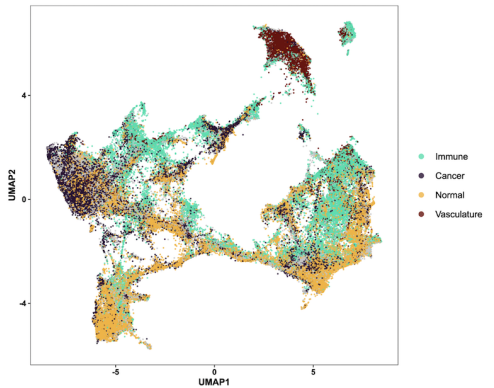 4
0
-4
UMAP2
-5
0
5
UMAP1
Immune
Cancer
Normal
Vasculature